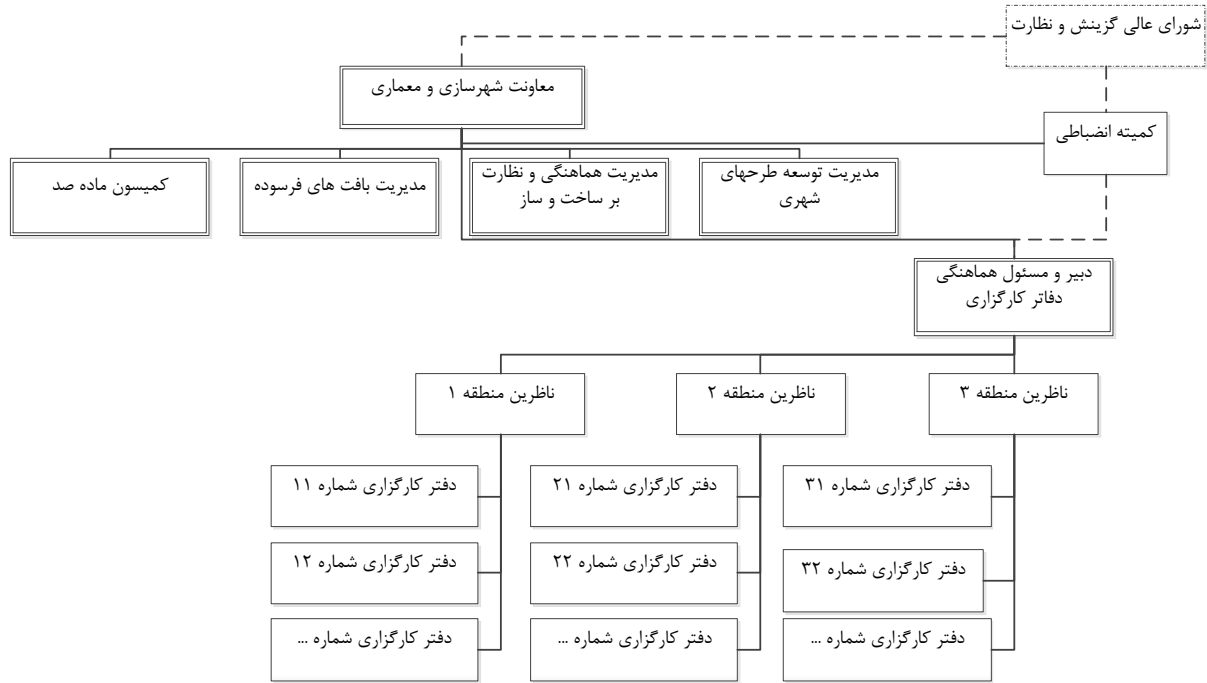 شورای عالی گزینش و نظارت
معاونت شهرسازی و معماری
کمیته انضباطی
مدیریت توسعه طرحهای
شهری
مدیریت هماهنگی و نظارت
بر ساخت و ساز
مدیریت بافت های فرسوده
کمیسون ماده صد
دبیر و مسئول هماهنگی
دفاتر کارگزاری
ناظرین منطقه ۳
ناظرین منطقه ۲
ناظرین منطقه ۱
دفتر کارگزاری شماره ۳۱
دفتر کارگزاری شماره ۲۱
دفتر کارگزاری شماره ۱۱
دفتر کارگزاری شماره ۳۲
دفتر کارگزاری شماره ۲۲
دفتر کارگزاری شماره ۱۲
دفتر کارگزاری شماره ...
دفتر کارگزاری شماره ...
دفتر کارگزاری شماره ...